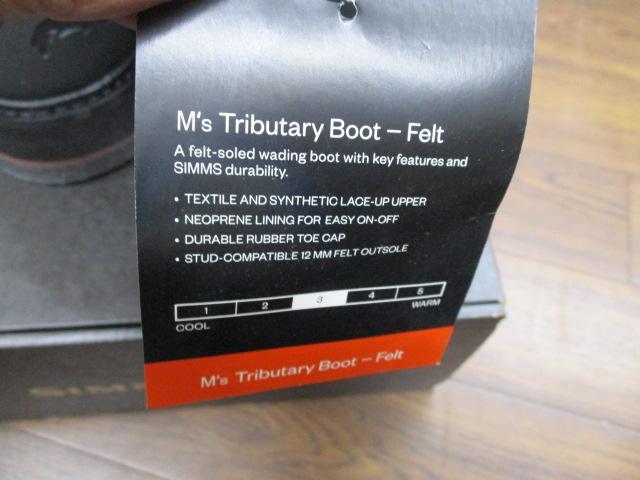 M's Tributary Boot – Felt
A felt-soled wading boot with key features and
SIMMS durability.
• TEXTILE AND SYNTHETIC LACE-UP UPPER
• NEOPRENE LINING FOR EASY ON-OFF
• DURABLE RUBBER TOE CAP
• STUD-COMPATIBLE 12 MM FELT OUTSOLE
1 2 3 4 5
COOL WARM
M's Tributary Boot – Felt